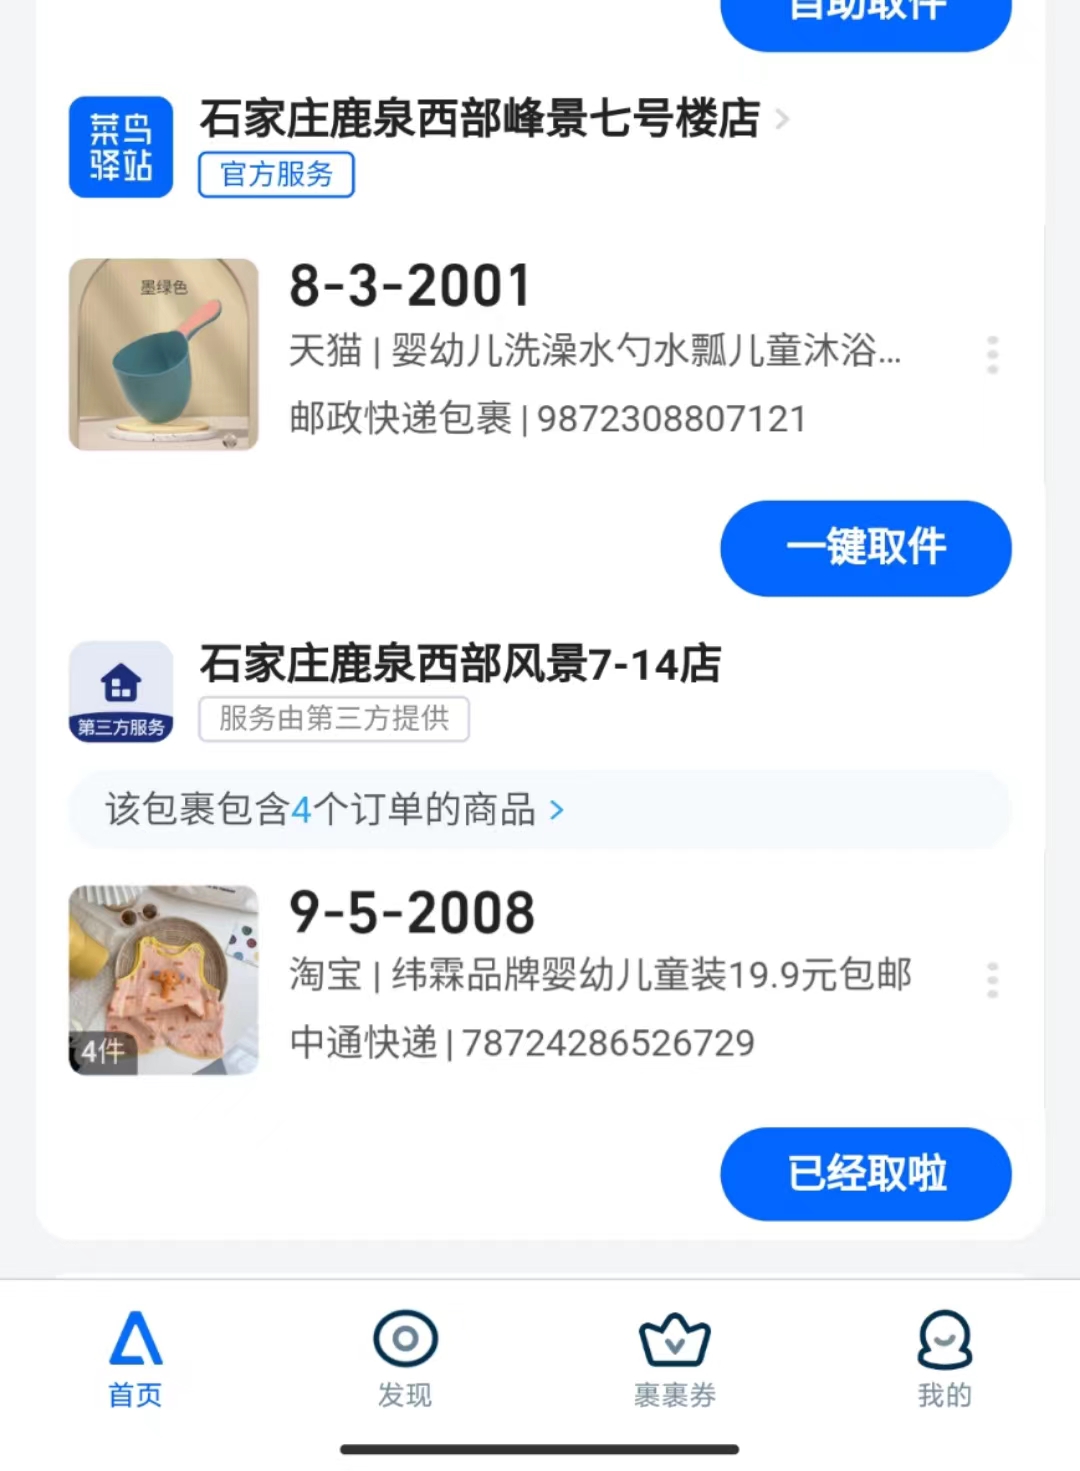 自助取件
菜鸟
驿站
石家庄鹿泉西部峰景七号楼店
官方服务
墨绿色
8-3-2001
天猫 | 婴幼儿洗澡水勺水瓢儿童沐浴...
邮政快递包裹 | 9872308807121
一键取件
第三方服务
石家庄鹿泉西部风景7-14店
服务由第三方提供
该包裹包含4个订单的商品
4件
9-5-2008
淘宝 | 纬霖品牌婴幼儿童装19.9元包邮
中通快递 | 78724286526729
已经取啦
首页
发现
裹裹券
我的